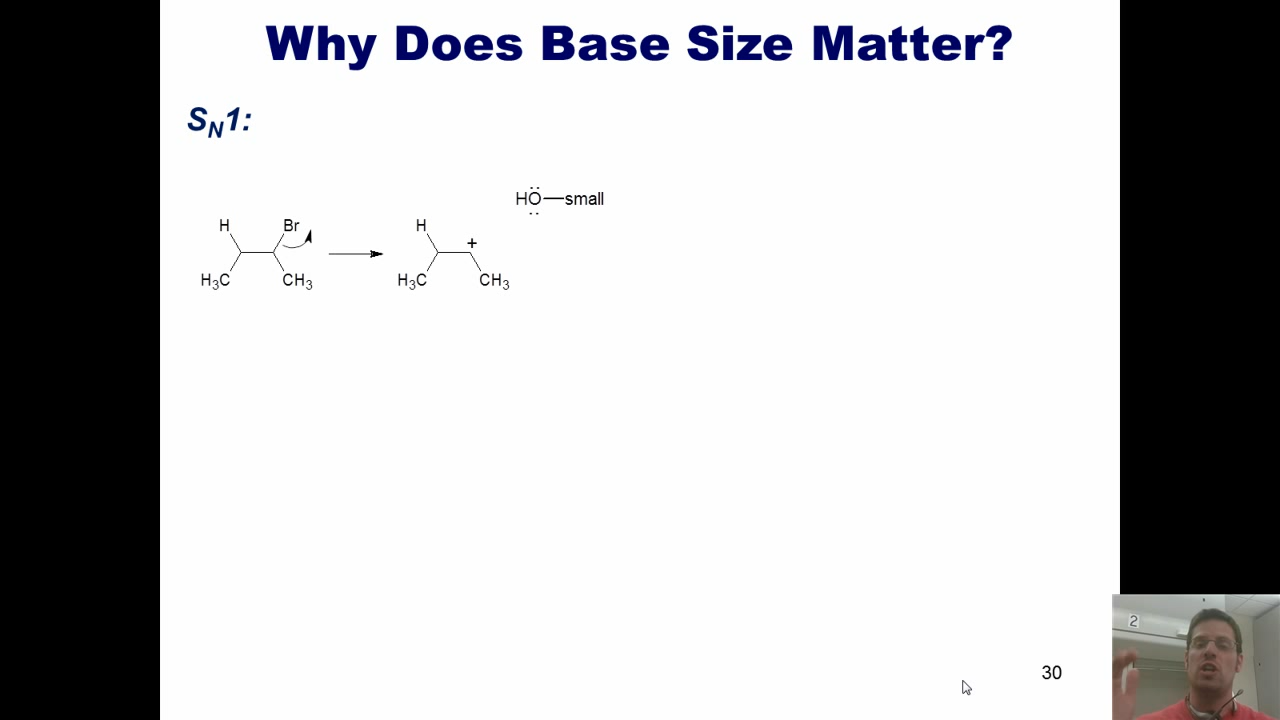 Why Does Base Size Matter?
SN1:
HÖ—small
H Br H +
H3C CH3 H3C CH3
30
2